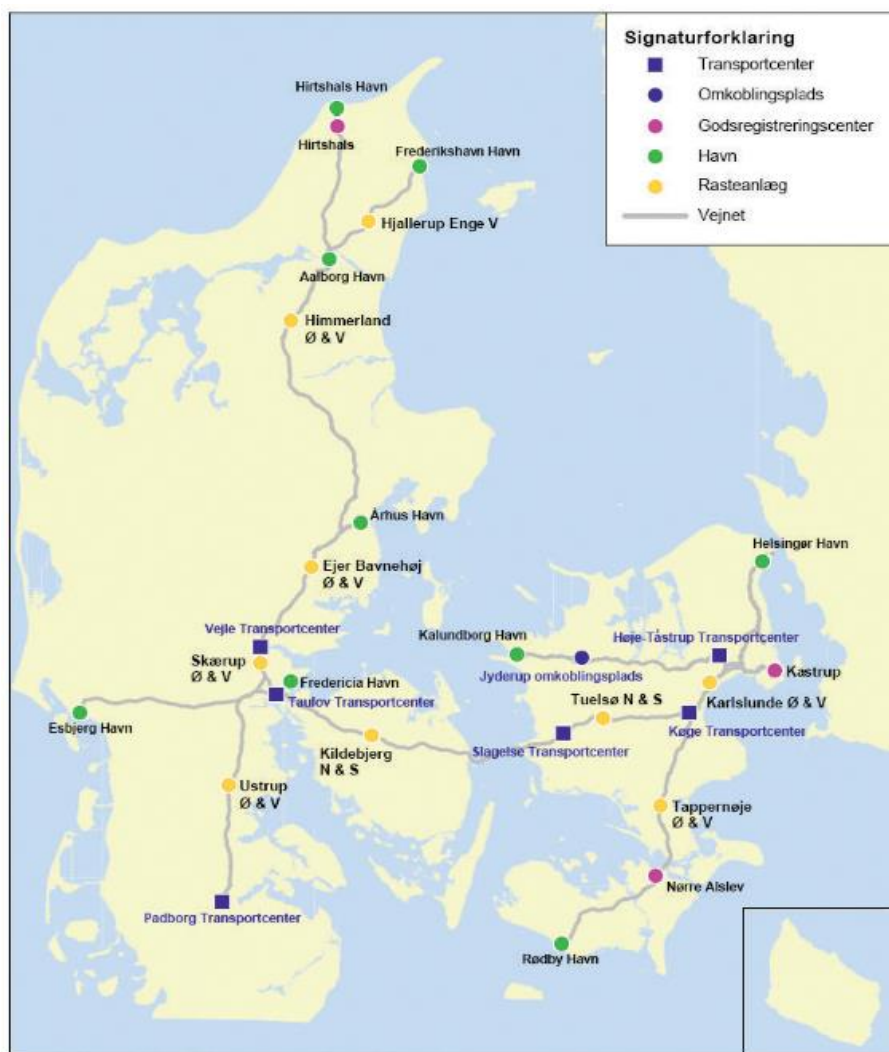 Signaturforklaring
Transportcenter
Omkoblingsplads
Godsregistreringscenter
Havn
Rasteanlæg
Vejnet
Hirtshals Havn
Hirtshals
Frederikshavn Havn
Hjallerup Enge V
Aalborg Havn
Himmerland
Ø & V
Århus Havn
Ejer Bavnehøj
Ø & V
Helsingør Havn
Vejle Transportcenter
Kalundborg Havn
Høje-Tåstrup Transportcenter
Skærup
Ø & V
Jyderup omkoblingsplads
Kastrup
Fredericia Havn
Taulov Transportcenter
Tuelsø N & S
Karlslunde Ø & V
Esbjerg Havn
Køge Transportcenter
Kildebjerg
N & S
Slagelse Transportcenter
Ustrup
Ø & V
Tappernøje
Ø & V
Nørre Alslev
Padborg Transportcenter
Rødby Havn